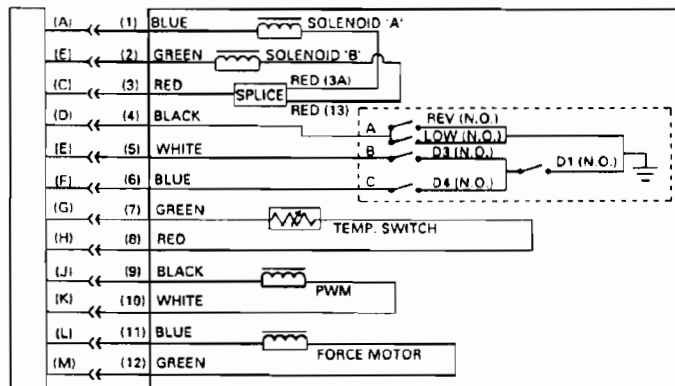 (A) (1) BLUE SOLENOID 'A'
(E) (2) GREEN SOLENOID 'B'
(C) (3) RED SPLICE RED (3A)
RED (13)
(D) (4) BLACK A REV (N.O.)
LOW (N.O.)
(E) (5) WHITE B D3 (N.O.) D1 (N.O.)
(F) (6) BLUE C D4 (N.O.)
(G) (7) GREEN TEMP. SWITCH
(H) (8) RED
(J) (9) BLACK PWM
(K) (10) WHITE
(L) (11) BLUE FORCE MOTOR
(M) (12) GREEN